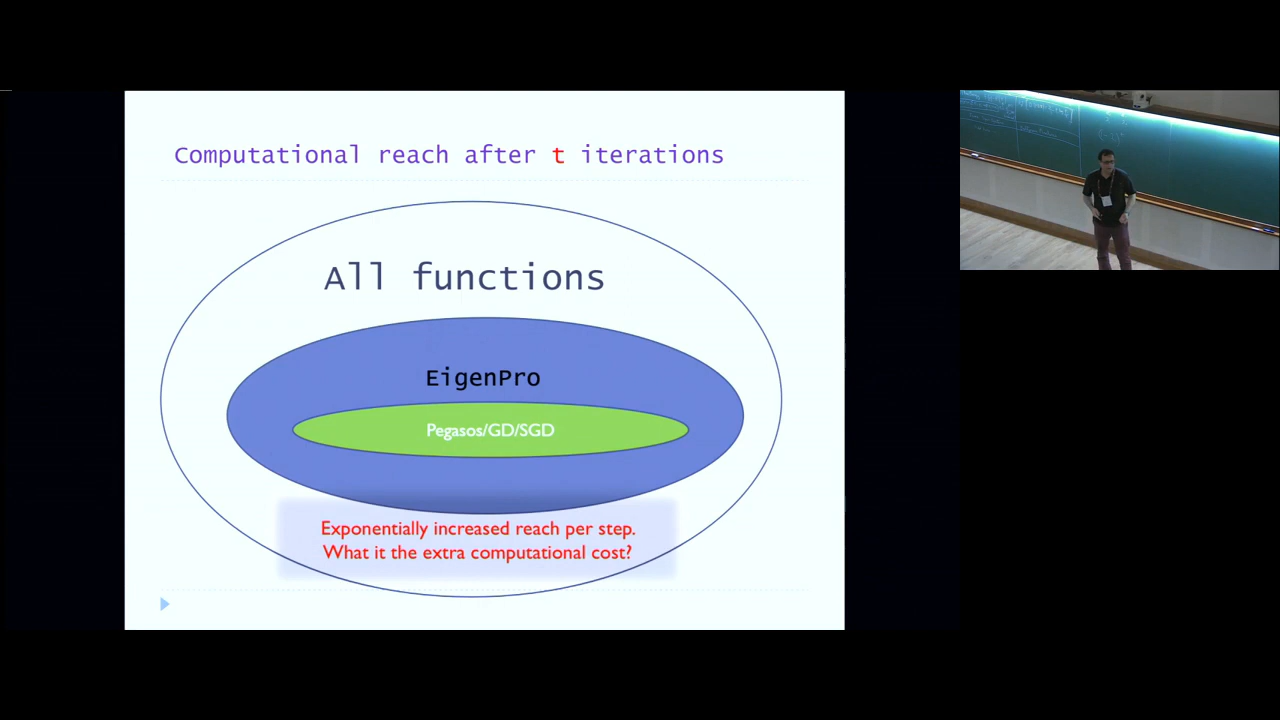 Computational reach after t iterations
All functions
EigenPro
Pegasos/GD/SGD
Exponentially increased reach per step.
What it the extra computational cost?